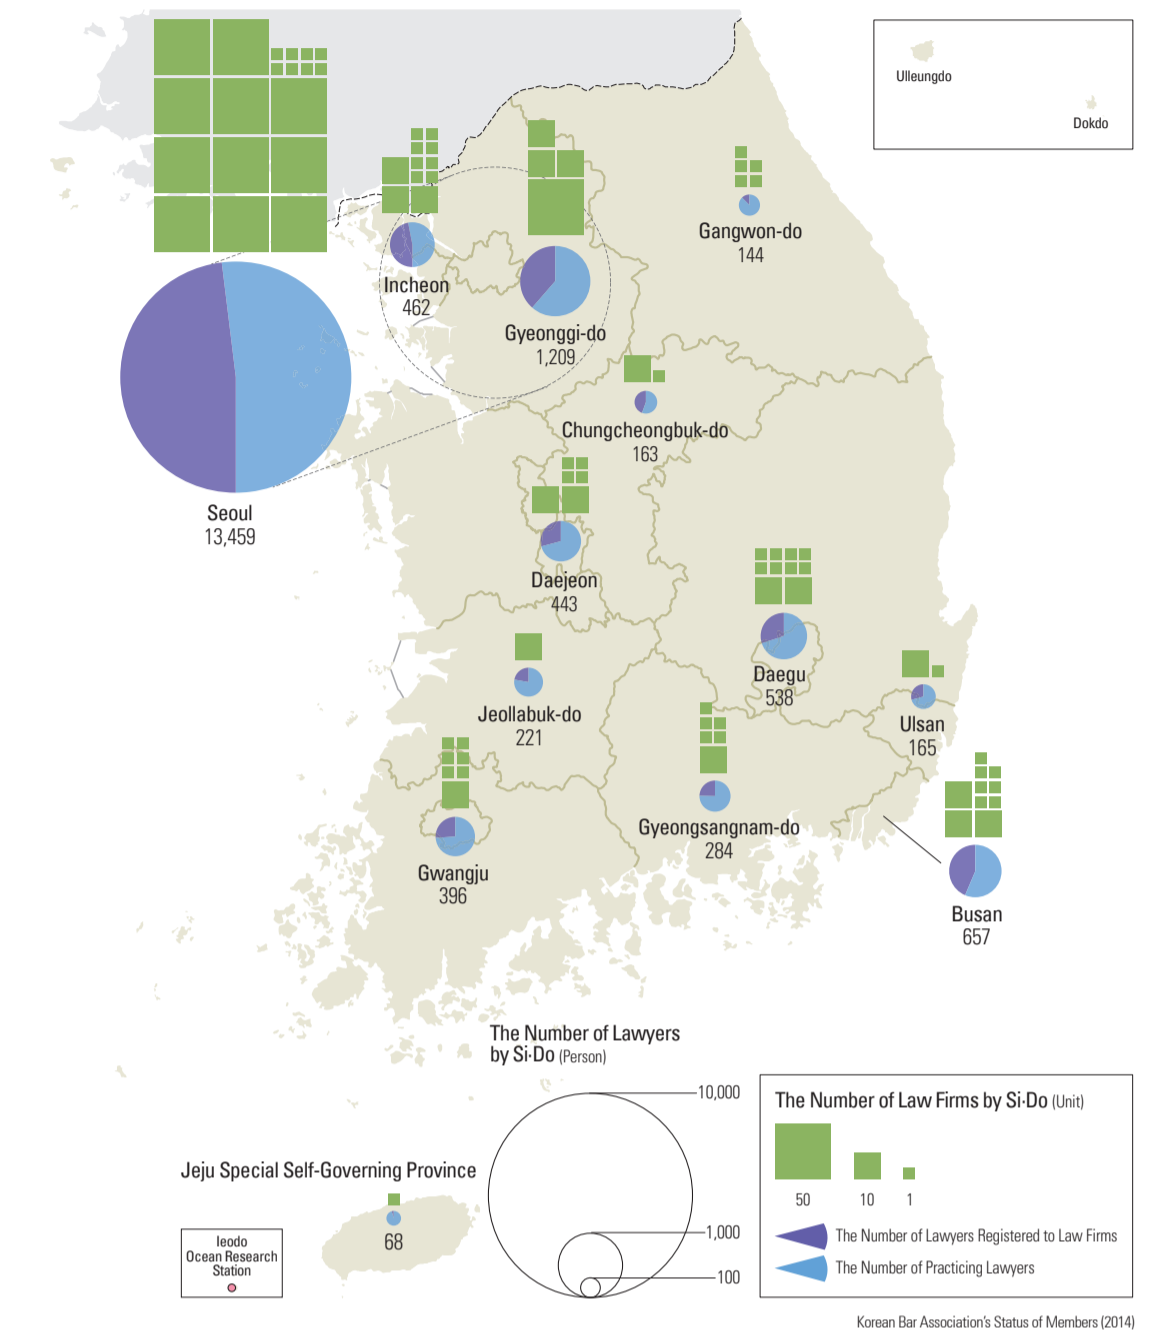 Ulleungdo
Dokdo
Gangwon-do
144
Incheon
462
Gyeonggi-do
1,209
Chungcheongbuk-do
163
Seoul
13,459
Daejeon
443
Daegu
538
Jeollabuk-do
221
Ulsan
165
Gyeongsangnam-do
284
Gwangju
396
Busan
657
The Number of Lawyers
by Si·Do (Person)
10,000
1,000
100
Jeju Special Self-Governing Province
68
Ieodo
Ocean Research
Station
The Number of Law Firms by Si·Do (Unit)
50 10 1
The Number of Lawyers Registered to Law Firms
The Number of Practicing Lawyers
Korean Bar Association's Status of Members (2014)